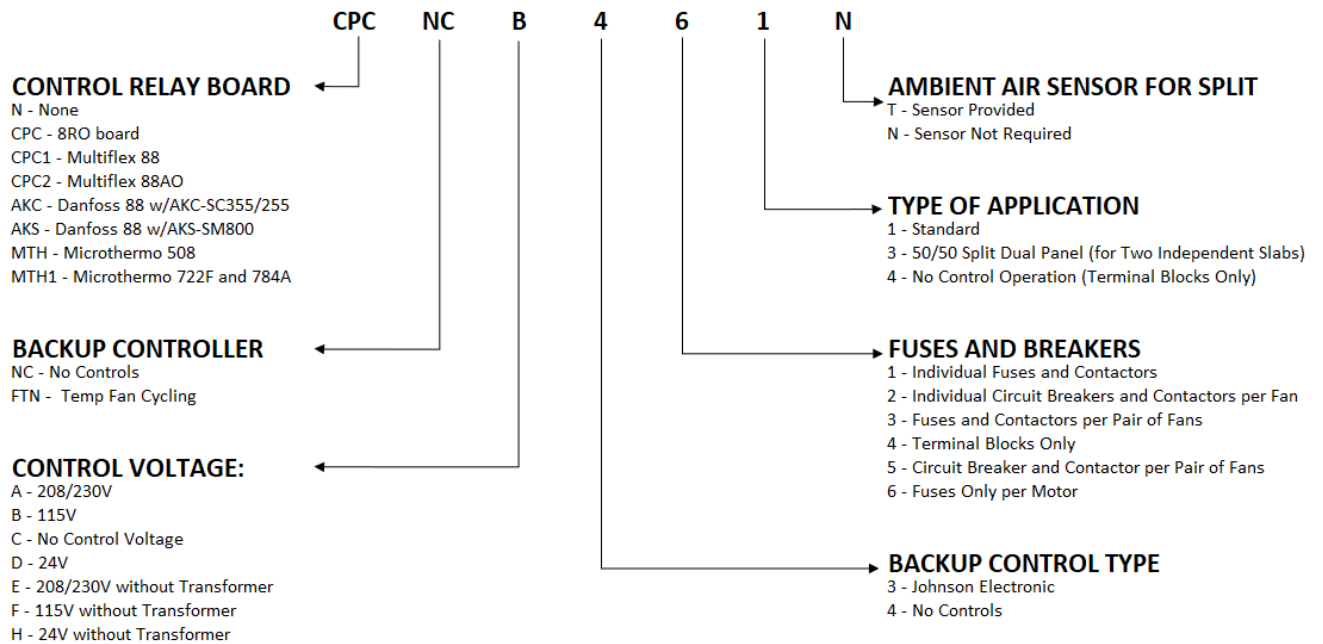 CPC NC B 4 6 1 N
CONTROL RELAY BOARD
N - None
CPC - 8RO board
CPC1 - Multiflex 88
CPC2 - Multiflex 88AO
AKC - Danfoss 88 w/AKC-SC355/255
AKS - Danfoss 88 w/AKS-SM800
MTH - Microthermo 508
MTH1 - Microthermo 722F and 784A
BACKUP CONTROLLER
NC - No Controls
FTN -  Temp Fan Cycling
CONTROL VOLTAGE:
A - 208/230V
B - 115V
C - No Control Voltage
D - 24V
E - 208/230V without Transformer
F - 115V without Transformer
H - 24V without Transformer
AMBIENT AIR SENSOR FOR SPLIT
T - Sensor Provided
N - Sensor Not Required
TYPE OF APPLICATION
1 - Standard
3 - 50/50 Split Dual Panel (for Two Independent Slabs)
4 - No Control Operation (Terminal Blocks Only)
FUSES AND BREAKERS
1 - Individual Fuses and Contactors
2 - Individual Circuit Breakers and Contactors per Fan
3 - Fuses and Contactors per Pair of Fans
4 - Terminal Blocks Only
5 - Circuit Breaker and Contactor per Pair of Fans
6 - Fuses Only per Motor
BACKUP CONTROL TYPE
3 - Johnson Electronic
4 - No Controls